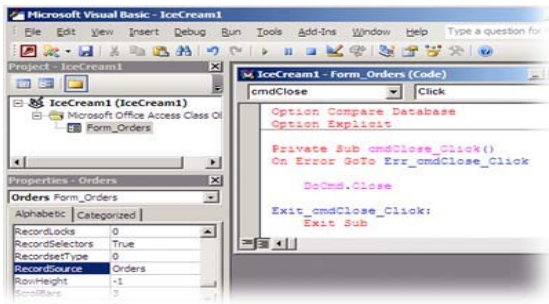 Microsoft Visual Basic - IceCream1
File Edit View Insert Debug Run Tools Add-Ins Window Help Type a question for
Project - IceCream1
IceCream1 (IceCream1)
Microsoft Office Access Class Ol
Form_Orders
Properties - Orders
Orders Form_Orders
Alphabetic Categorized
RecordLocks 0
RecordSelectors True
RecordsetType 0
RecordSource Orders
RowHeight -1
ScrollBars 3
IceCream1 - Form_Orders (Code)
cmdClose Click
Option Compare Database
Option Explicit
Private Sub cmdClose_Click()
On Error GoTo Err_cmdClose_Click
DoCmd.Close
Exit_cmdClose_Click:
Exit Sub